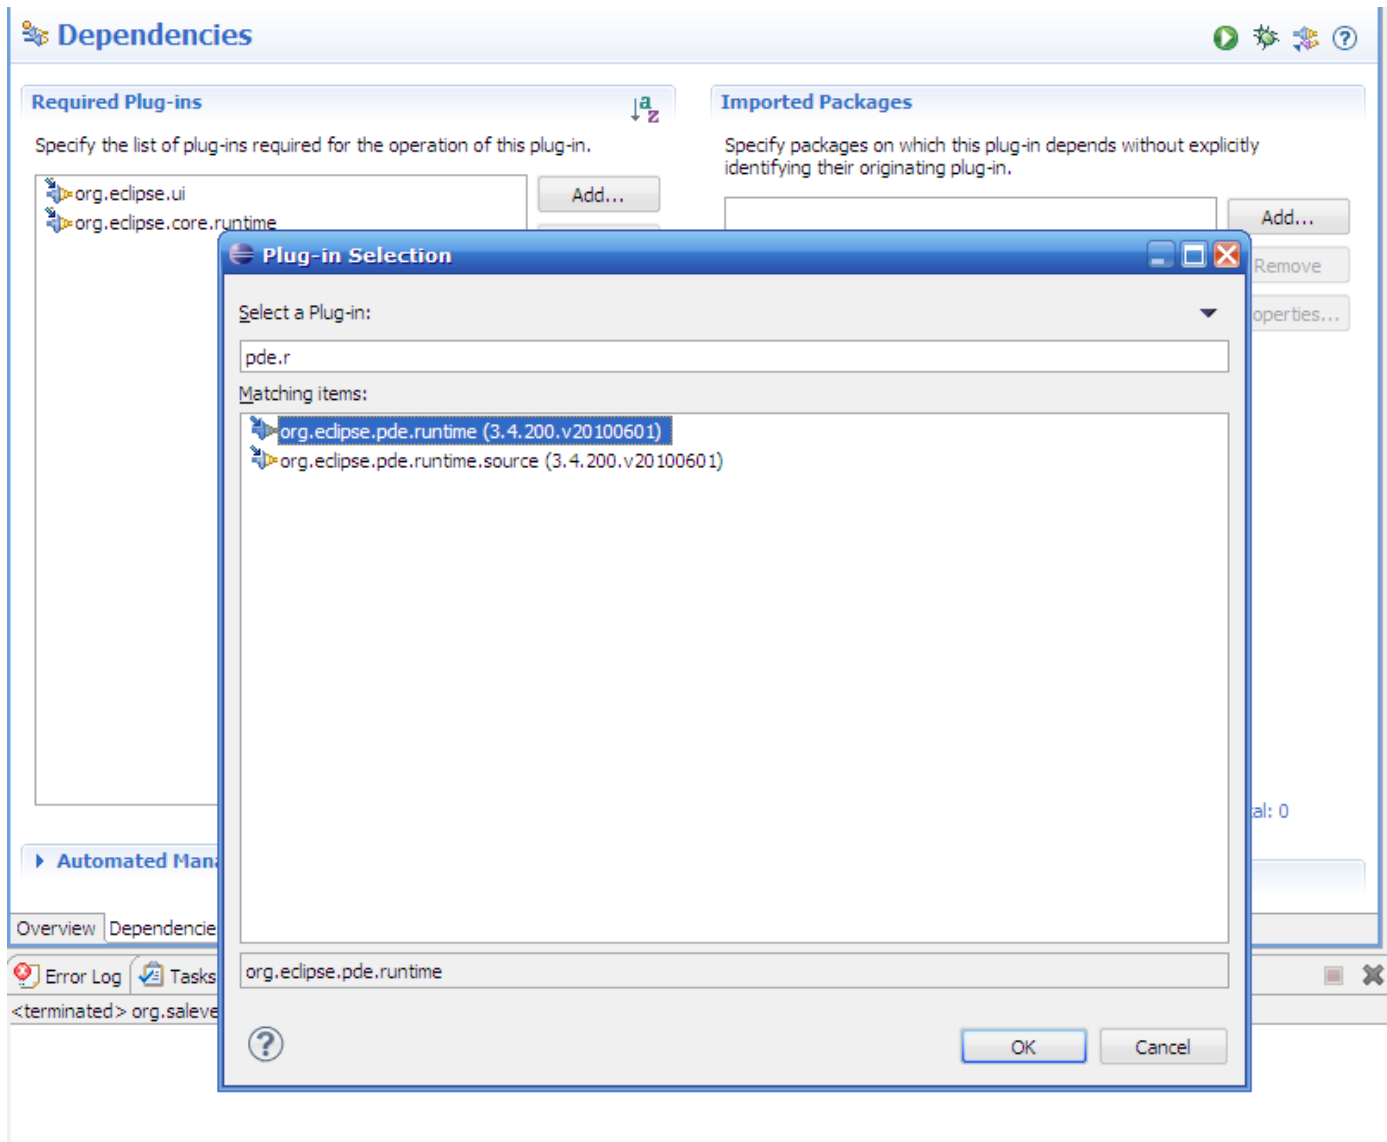 Dependencies
Required Plug-ins
Specify the list of plug-ins required for the operation of this plug-in.
org.eclipse.ui
org.eclipse.core.runtime
Add...
Imported Packages
Specify packages on which this plug-in depends without explicitly
identifying their originating plug-in.
Add...
Remove
operties...
Plug-in Selection
Select a Plug-in:
pde.r
Matching items:
org.eclipse.pde.runtime (3.4.200.v20100601)
org.eclipse.pde.runtime.source (3.4.200.v20100601)
org.eclipse.pde.runtime
OK
Cancel
al: 0
Automated Mana
Overview
Dependencie
Error Log
Tasks
<terminated> org.saleve